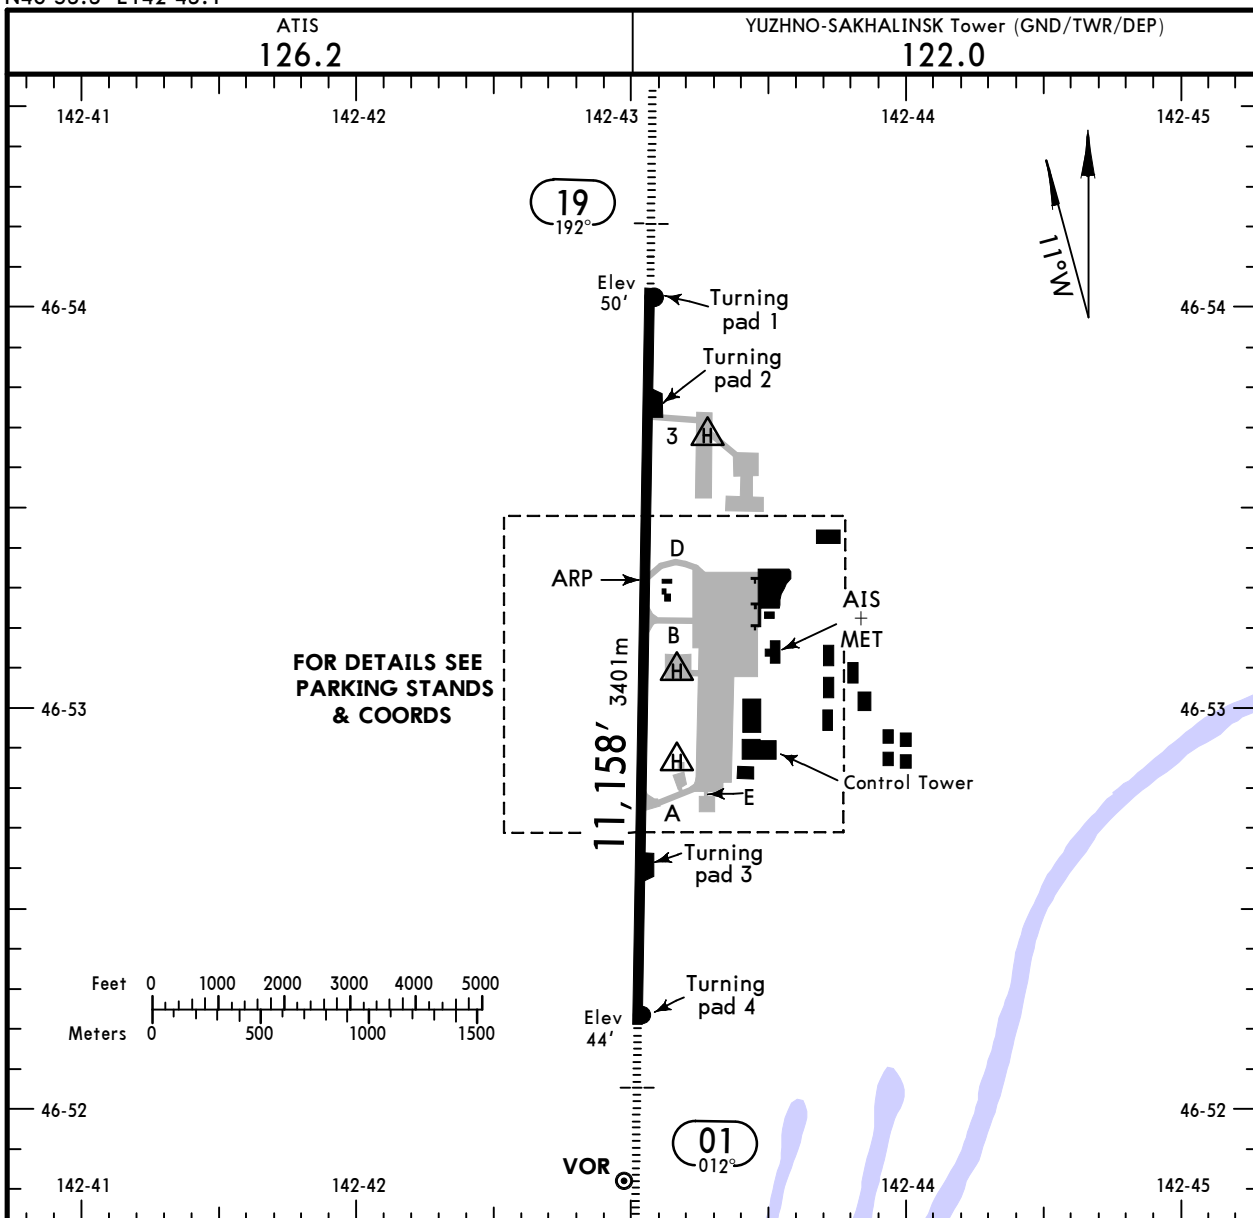 ATIS
126.2
YUZHNO-SAKHALINSK Tower (GND/TWR/DEP)
122.0
142-41
142-42
142-43
142-44
142-45
19
192°
11°W
Elev
50'
46-54
46-54
Turning
pad 1
Turning
pad 2
3
H
D
ARP
AIS
+
MET
B
H
FOR DETAILS SEE
PARKING STANDS
& COORDS
3401m
11,158'
46-53
46-53
H
Control Tower
E
A
Turning
pad 3
Feet 0 1000 2000 3000 4000 5000
Meters 0 500 1000 1500
Turning
pad 4
Elev
44'
46-52
46-52
01
012°
VOR
142-41
142-42
142-44
142-45